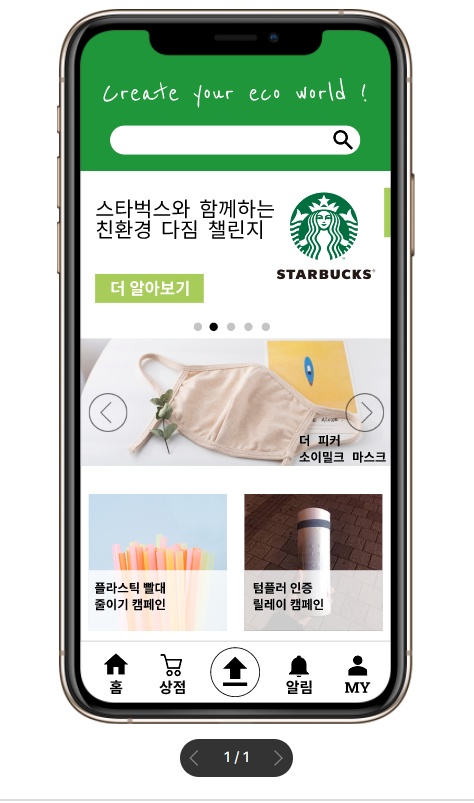 Create your eco world !
스타벅스와 함께하는
친환경 다짐 챌린지
STARBUCKS
더 알아보기
더 피커
소이밀크 마스크
플라스틱 빨대
줄이기 캠페인
텀플러 인증
릴레이 캠페인
홈
상점
알림
MY
1/1